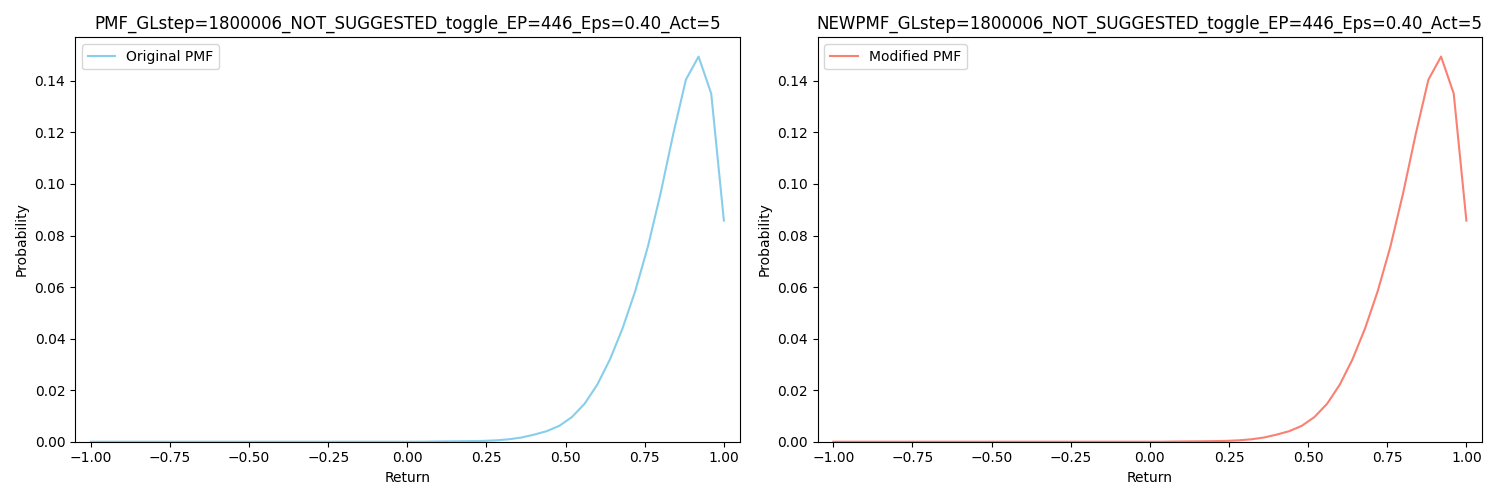 PMF_GLstep=1800006_NOT_SUGGESTED_toggle_EP=446_Eps=0.40_Act=5
Original PMF
0.14
0.12
0.10
0.08
0.06
0.04
0.02
0.00
Probability
−1.00 −0.75 −0.50 −0.25 0.00 0.25 0.50 0.75 1.00
Return
NEWPMF_GLstep=1800006_NOT_SUGGESTED_toggle_EP=446_Eps=0.40_Act=5
Modified PMF
0.14
0.12
0.10
0.08
0.06
0.04
0.02
0.00
Probability
−1.00 −0.75 −0.50 −0.25 0.00 0.25 0.50 0.75 1.00
Return